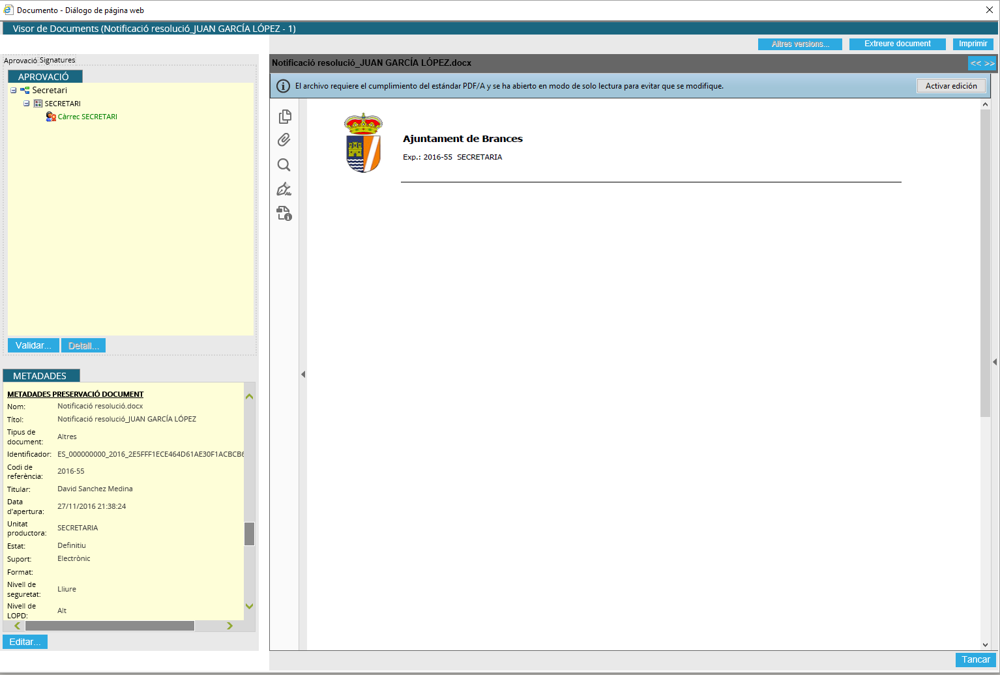 Documento - Diálogo de página web
Visor de Documents (Notificació resolució_JUAN GARCÍA LÓPEZ - 1)
Altres versions...
Extreure document
Imprimir
Aprovació Signatures
Notificació resolució_JUAN GARCÍA LÓPEZ.docx
<< >>
APROVACIÓ
Secretari
SECRETARI
Càrrec SECRETARI
El archivo requiere el cumplimiento del estándar PDF/A y se ha abierto en modo de solo lectura para evitar que se modifique.
Activar edición
Ajuntament de Brances
Exp.: 2016-55 SECRETARIA
Validar...
Detall...
METADADES
METADADES PRESERVACIÓ DOCUMENT
Nom: Notificació resolució.docx
Títol: Notificació resolució_JUAN GARCÍA LÓPEZ
Tipus de
document: Altres
Identificador: ES_000000000_2016_2E5FFF1ECE464D61AE30F1ACBCB6
Codi de
referència: 2016-55
Titular: David Sanchez Medina
Data
d'apertura: 27/11/2016 21:38:24
Unitat
productora: SECRETARIA
Estat: Definitiu
Suport: Electrònic
Format:
Nivell de
seguretat: Lliure
Nivell de
LOPD: Alt
Editar...
Tancar